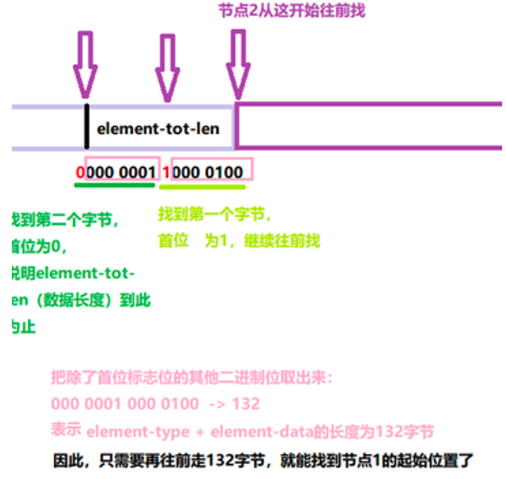 节点2从这开始往前找
element-tot-len
0000 0001 1000 0100
找到第二个字节，
首位为0，
说明element-tot-
en（数据长度）到此
为止
找到第一个字节，
首位 为1，继续往前找
把除了首位标志位的其他二进制位取出来：
000 0001 000 0100 -> 132
表示 element-type + element-data的长度为132字节
因此，只需要再往前走132字节，就能找到节点1的起始位置了